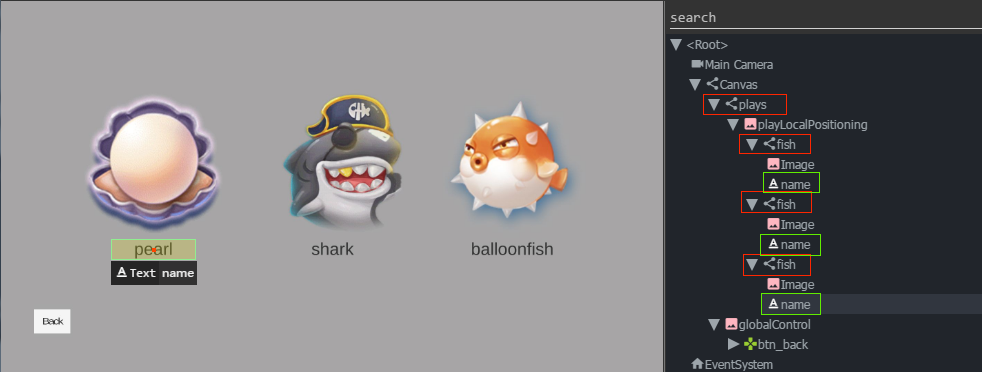 pearl
shark
balloonfish
Text name
Back
search
<Root>
Main Camera
Canvas
plays
playLocalPositioning
fish
Image
name
fish
Image
name
fish
Image
name
globalControl
btn_back
EventSystem